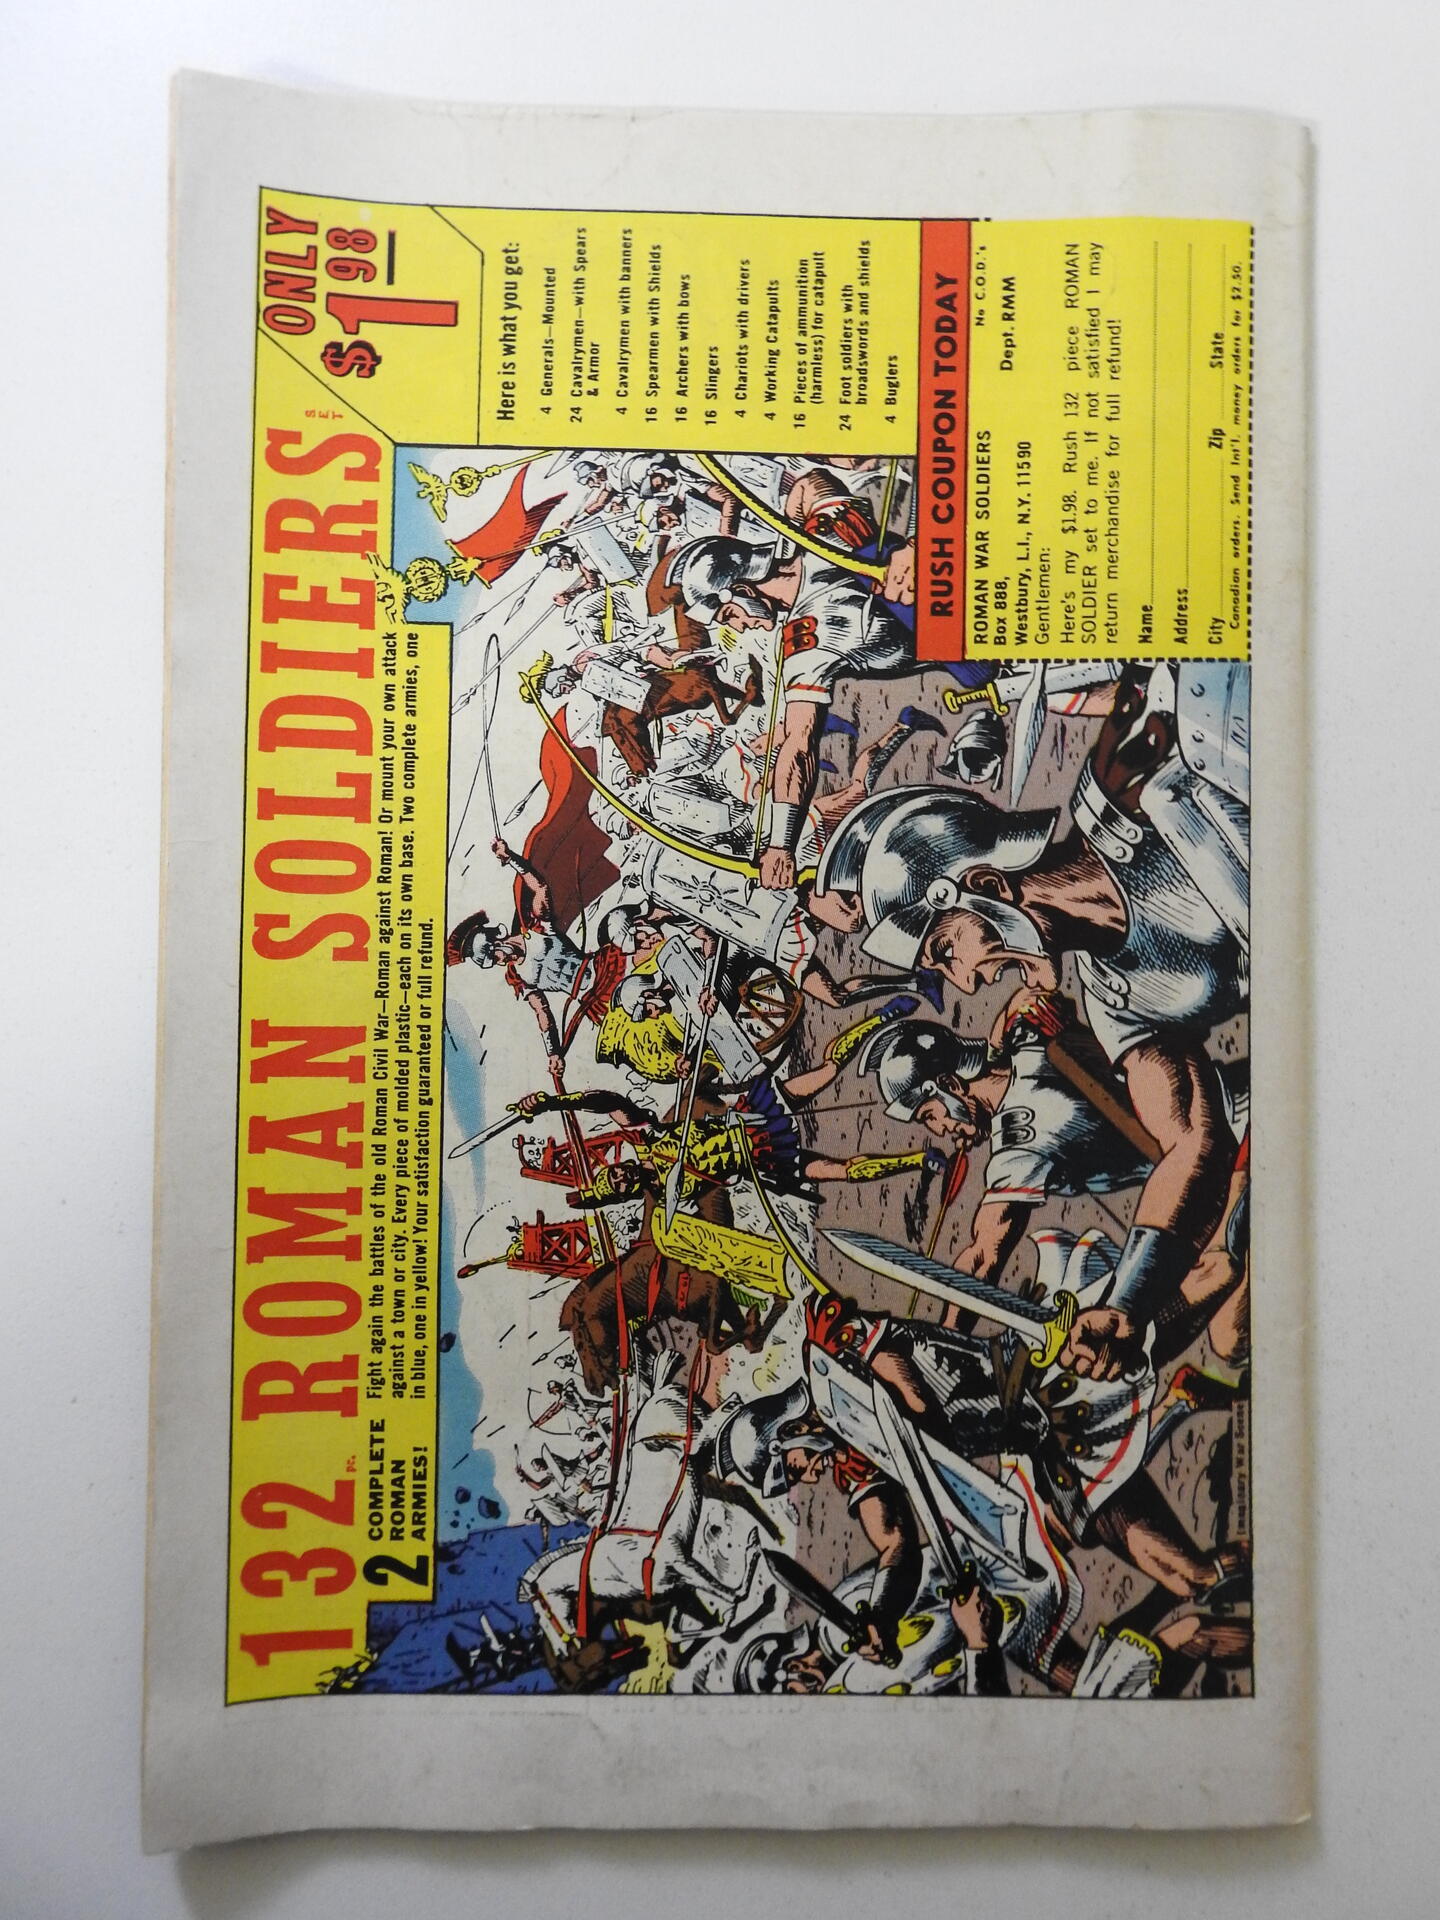 132 pc. ROMAN SOLDIERS SET
ONLY
$1.98
2 COMPLETE
ROMAN
ARMIES!
Fight again the battles of the old Roman Civil War—Roman against Roman! Or mount your own attack
against a town or city. Every piece of molded plastic—each on its own base. Two complete armies, one
in blue, one in yellow! Your satisfaction guaranteed or full refund.
Here is what you get:
4 Generals—Mounted
24 Cavalrymen—with Spears
& Armor
4 Cavalrymen with banners
16 Spearmen with Shields
16 Archers with bows
16 Slingers
4 Chariots with drivers
4 Working Catapults
16 Pieces of ammunition
(harmless) for catapult
24 Foot soldiers with
broadswords and shields
4 Buglers
RUSH COUPON TODAY
ROMAN WAR SOLDIERS No C.O.D.'s
Box 888, Dept. RMM
Westbury, L.I., N.Y. 11590
Gentlemen:
Here's my $1.98. Rush 132 piece ROMAN
SOLDIER set to me. If not satisfied I may
return merchandise for full refund!
Name
Address
City Zip State
Canadian orders. Send Int'l. money orders for $2.50.
Imaginary War Scene